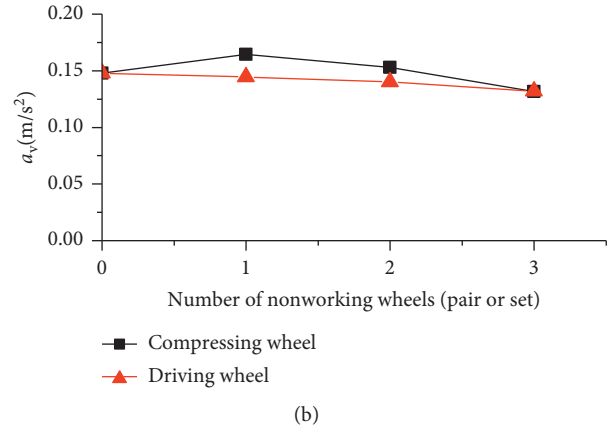 0.20
0.15
0.10
0.05
0.00
a_v(m/s²)
0
1
2
3
Number of nonworking wheels (pair or set)
Compressing wheel
Driving wheel
(b)